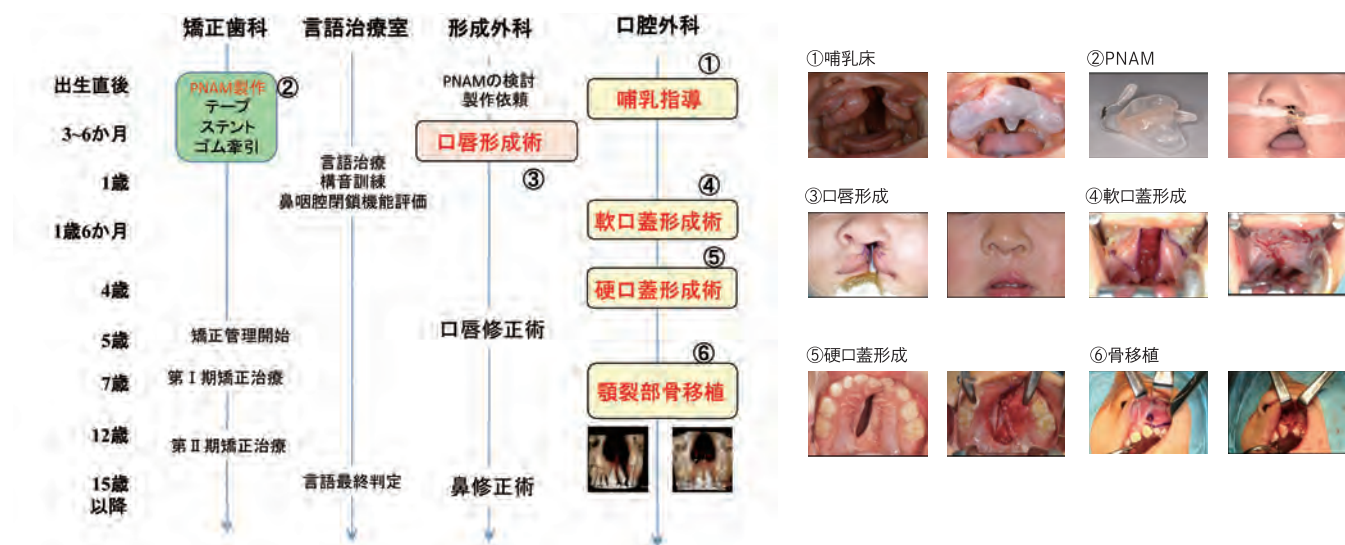 矯正歯科 言語治療室 形成外科 口腔外科
出生直後
3~6か月
1歳
1歳6か月
4歳
5歳
7歳
12歳
15歳
以降
PNAM製作
テープ
ステント
ゴム牽引
②
矯正管理開始
第Ⅰ期矯正治療
第Ⅱ期矯正治療
言語治療
構音訓練
鼻咽腔閉鎖機能評価
言語最終判定
PNAMの検討
製作依頼
口唇形成術
③
口唇修正術
鼻修正術
①
哺乳指導
④
軟口蓋形成術
⑤
硬口蓋形成術
⑥
顎裂部骨移植
①哺乳床
②PNAM
③口唇形成
④軟口蓋形成
⑤硬口蓋形成
⑥骨移植